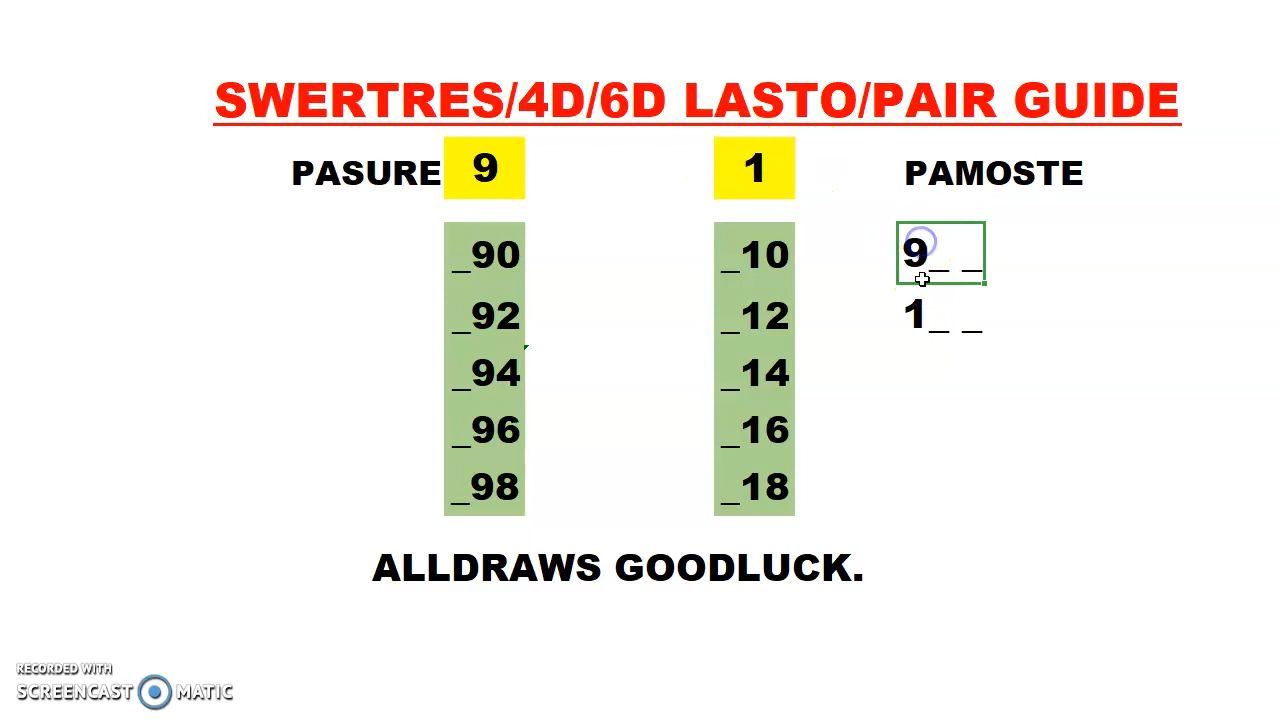 SWERTRES/4D/6D LASTO/PAIR GUIDE
PASURE 9 1 PAMOSTE
_90 _10 9_ _
_92 _12 1_ _
_94 _14
_96 _16
_98 _18
ALLDRAWS GOODLUCK.
RECORDED WITH
SCREENCAST MATIC